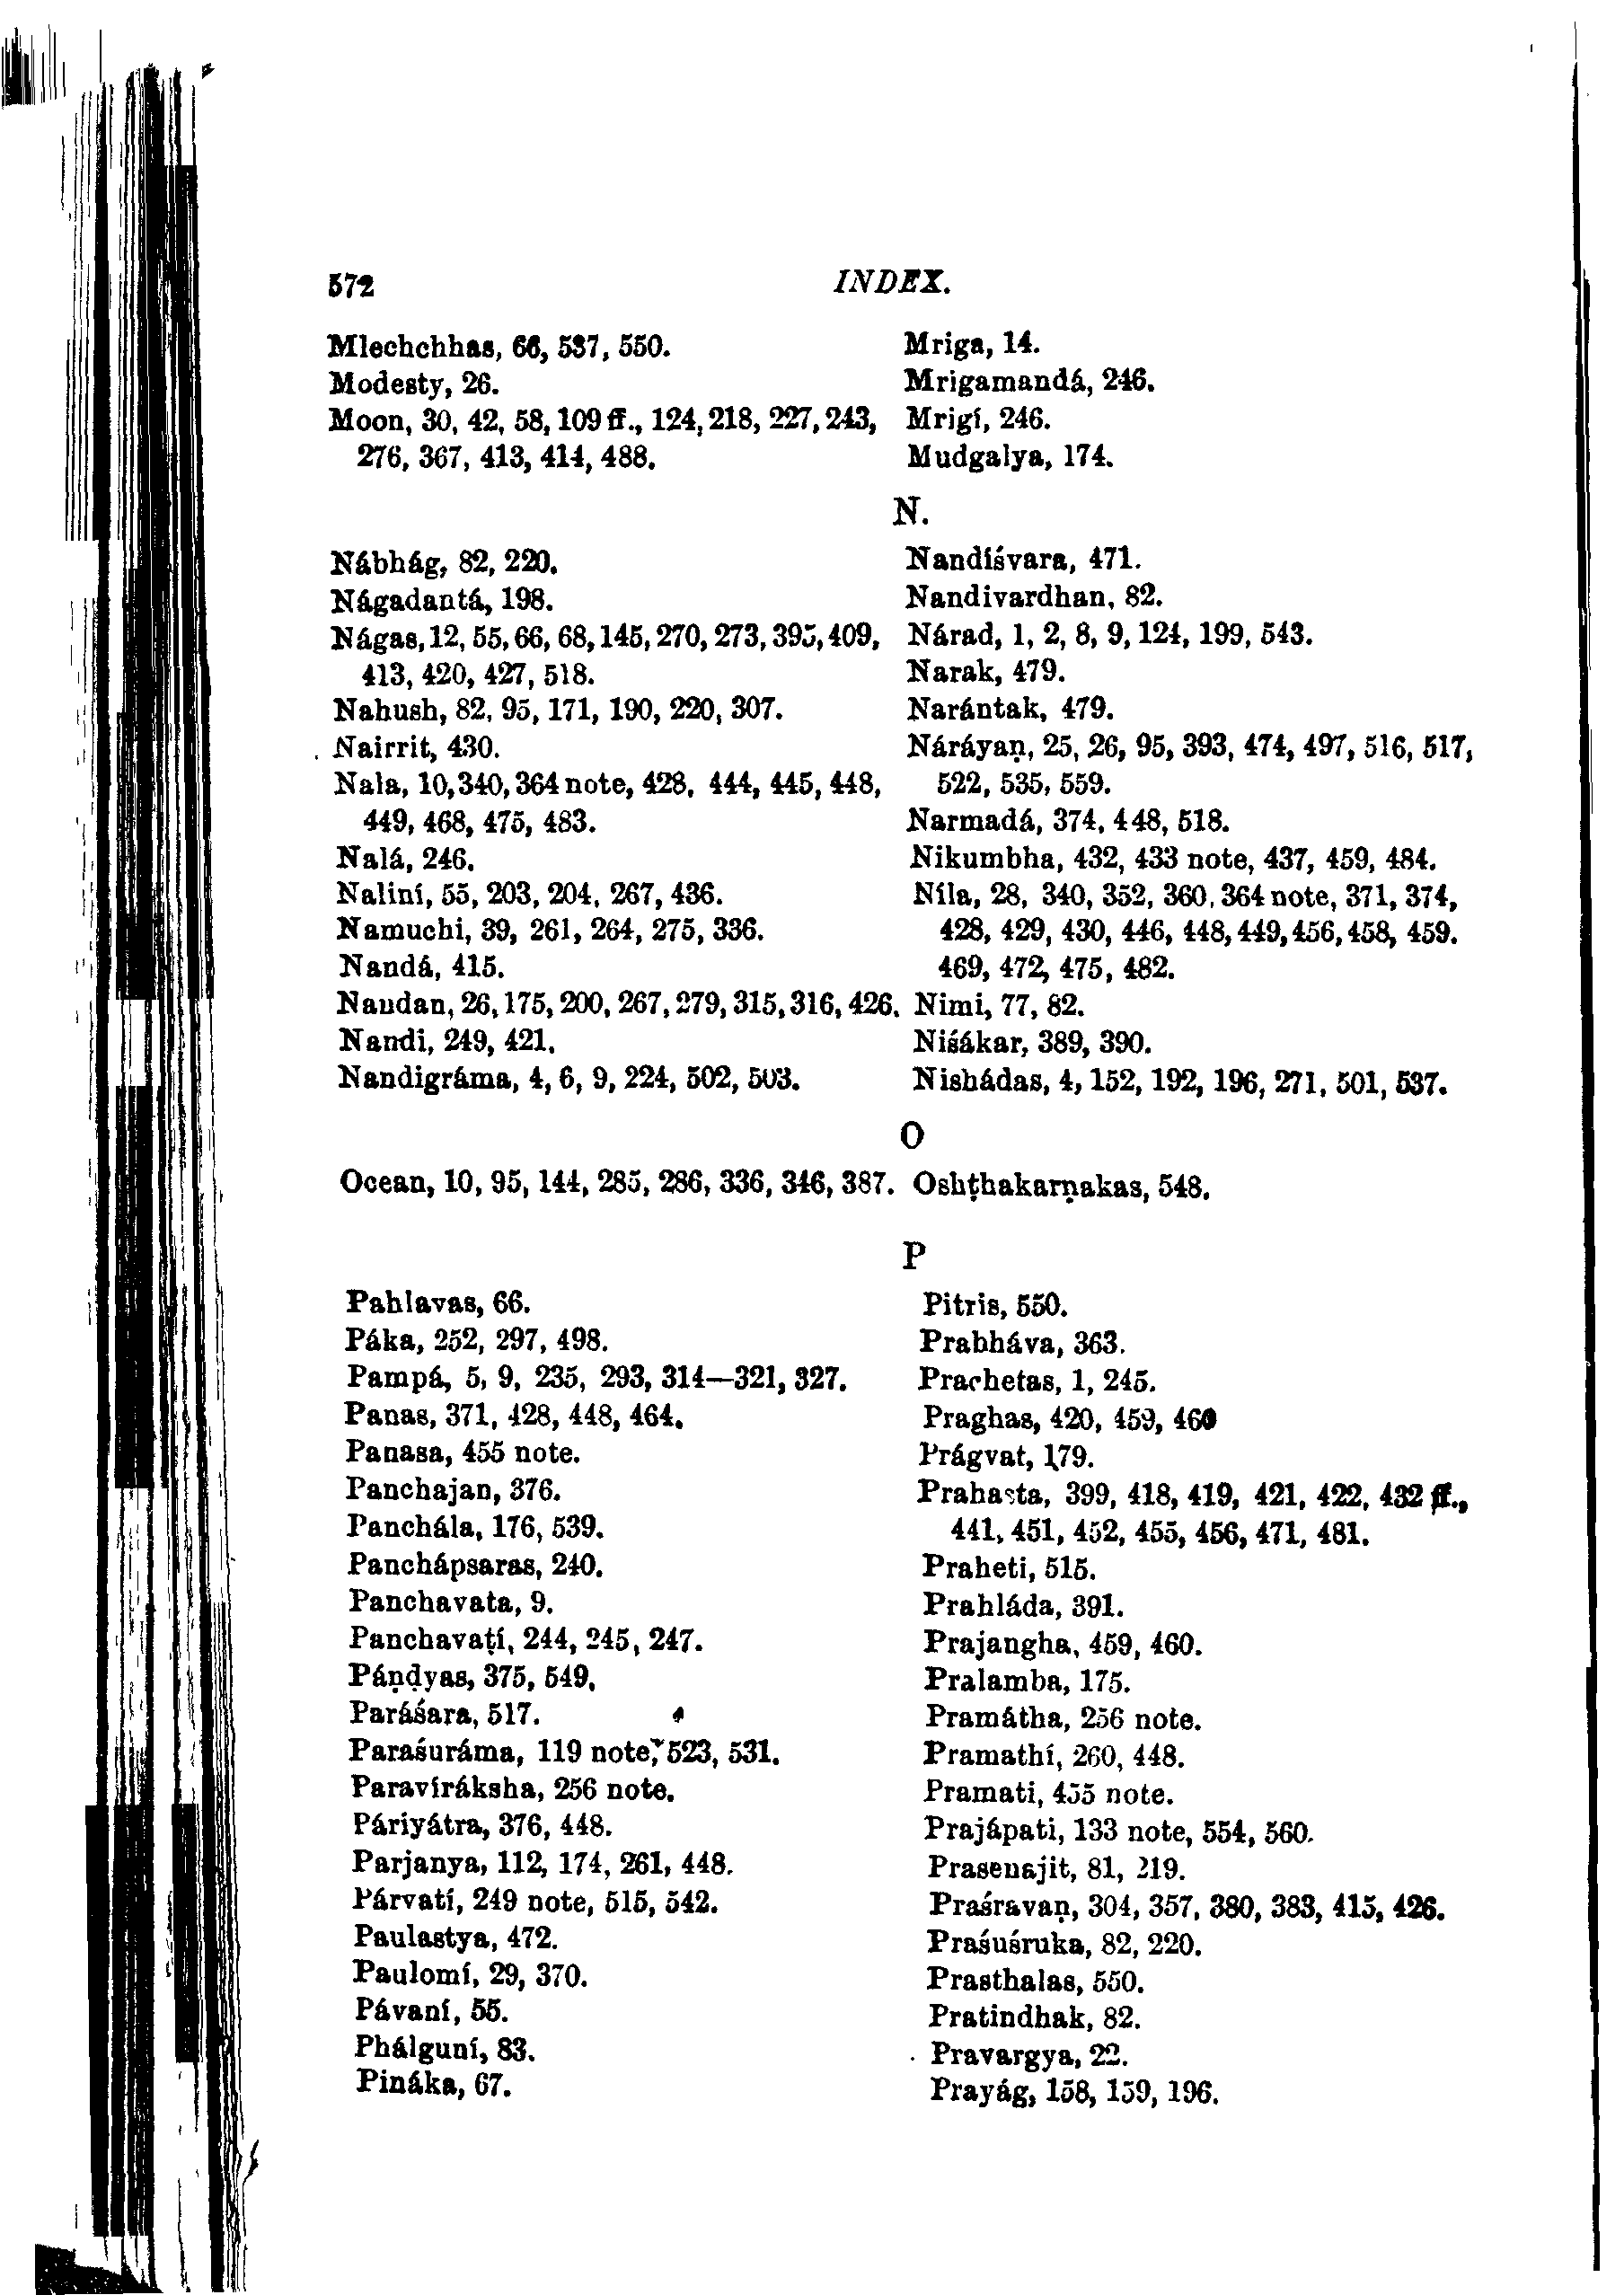 572
INDEX.
Mlechchhas, 66, 537, 550.
Modesty, 26.
Moon, 30, 42, 58, 109 ff., 124, 218, 227, 243,
276, 367, 413, 414, 488.
Mriga, 14.
Mrigamandá, 246.
Mrigí, 246.
Mudgalya, 174.
N.
Nábhág, 82, 220.
Nágadantá, 198.
Nágas, 12, 55, 66, 68, 145, 270, 273, 395, 409,
413, 420, 427, 518.
Nahush, 82, 95, 171, 190, 220, 307.
Nairrit, 430.
Nala, 10, 340, 364 note, 428, 444, 445, 448,
449, 468, 475, 483.
Nalá, 246.
Naliní, 55, 203, 204, 267, 436.
Namuchi, 39, 261, 264, 275, 336.
Nandá, 415.
Nandan, 26, 175, 200, 267, 279, 315, 316, 426.
Nandi, 249, 421.
Nandigráma, 4, 6, 9, 224, 502, 503.
Nandíśvara, 471.
Nandivardhan, 82.
Nárad, 1, 2, 8, 9, 124, 199, 543.
Narak, 479.
Narántak, 479.
Náráyaṇ, 25, 26, 95, 393, 474, 497, 516, 517,
522, 535, 559.
Narmadá, 374, 448, 518.
Nikumbha, 432, 433 note, 437, 459, 484.
Níla, 28, 340, 352, 360, 364 note, 371, 374,
428, 429, 430, 446, 448, 449, 456, 458, 459.
469, 472, 475, 482.
Nimi, 77, 82.
Niśákar, 389, 390.
Nishádas, 4, 152, 192, 196, 271, 501, 537.
O
Ocean, 10, 95, 144, 285, 286, 336, 346, 387.
Oshṭhakarṇakas, 548.
P
Pahlavas, 66.
Páka, 252, 297, 498.
Pampá, 5, 9, 235, 293, 314—321, 327.
Panas, 371, 428, 448, 464.
Panasa, 455 note.
Panchajan, 376.
Panchála, 176, 539.
Panchápsaras, 240.
Panchavata, 9.
Panchavaṭí, 244, 245, 247.
Páṇḍyas, 375, 549.
Paráśara, 517.
Paraśuráma, 119 note, 523, 531.
Paravíráksha, 256 note.
Páriyátra, 376, 448.
Parjanya, 112, 174, 261, 448.
Párvatí, 249 note, 515, 542.
Paulastya, 472.
Paulomí, 29, 370.
Pávaní, 55.
Phálguní, 83.
Pináka, 67.
Pitris, 550.
Prabháva, 363.
Prachetas, 1, 245.
Praghas, 420, 459, 460
Prágvat, 179.
Prahasta, 399, 418, 419, 421, 422, 432 ff.,
441, 451, 452, 455, 456, 471, 481.
Praheti, 515.
Prahláda, 391.
Prajangha, 459, 460.
Pralamba, 175.
Pramátha, 256 note.
Pramathí, 260, 448.
Pramati, 455 note.
Prajápati, 133 note, 554, 560.
Prasenajit, 81, 219.
Praśravaṇ, 304, 357, 380, 383, 415, 426.
Praśuśruka, 82, 220.
Prasthalas, 550.
Pratindhak, 82.
Pravargya, 22.
Prayág, 158, 159, 196.